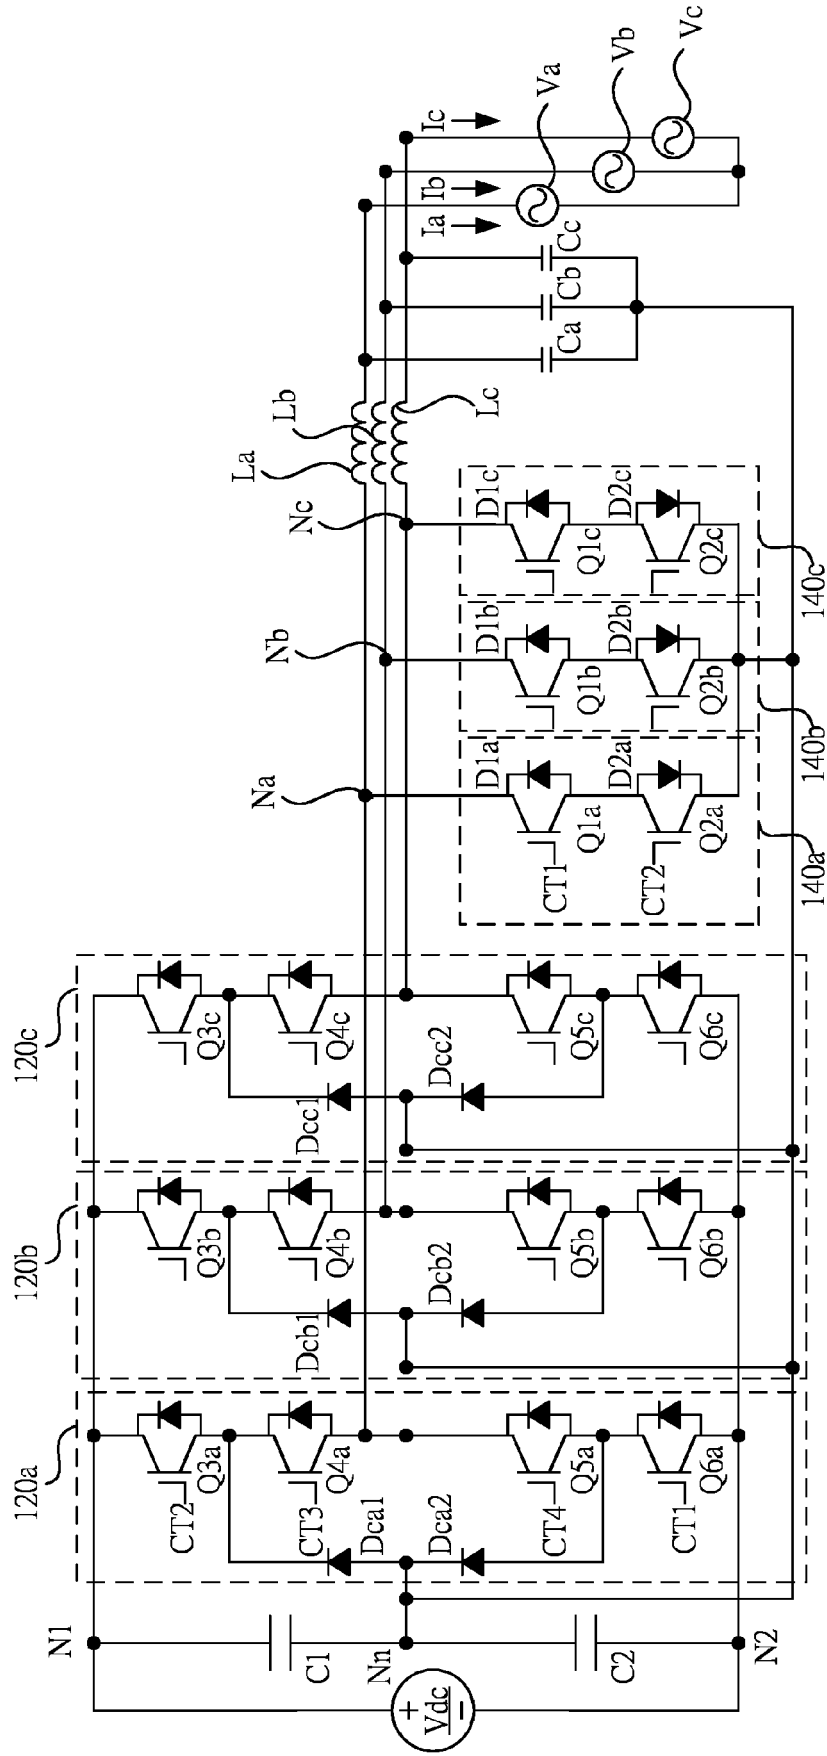 120a
120b
120c
N1
Q3a
CT2
Q3b
Q3c
C1
CT3
Q4a
Dca1
Q4b
Dcb1
Q4c
Dcc1
Na
Nb
Nc
La
Lb
Lc
Ia
Ib
Ic
Va
Vb
Vc
+
Vdc
−
Nn
Dca2
Dcb2
Dcc2
C2
CT4
Q5a
Q5b
Q5c
CT1
Q6a
Q6b
Q6c
N2
D1a
D1b
D1c
CT1
Q1a
Q1b
Q1c
D2a
D2b
D2c
CT2
Q2a
Q2b
Q2c
Ca
Cb
Cc
140a
140b
140c